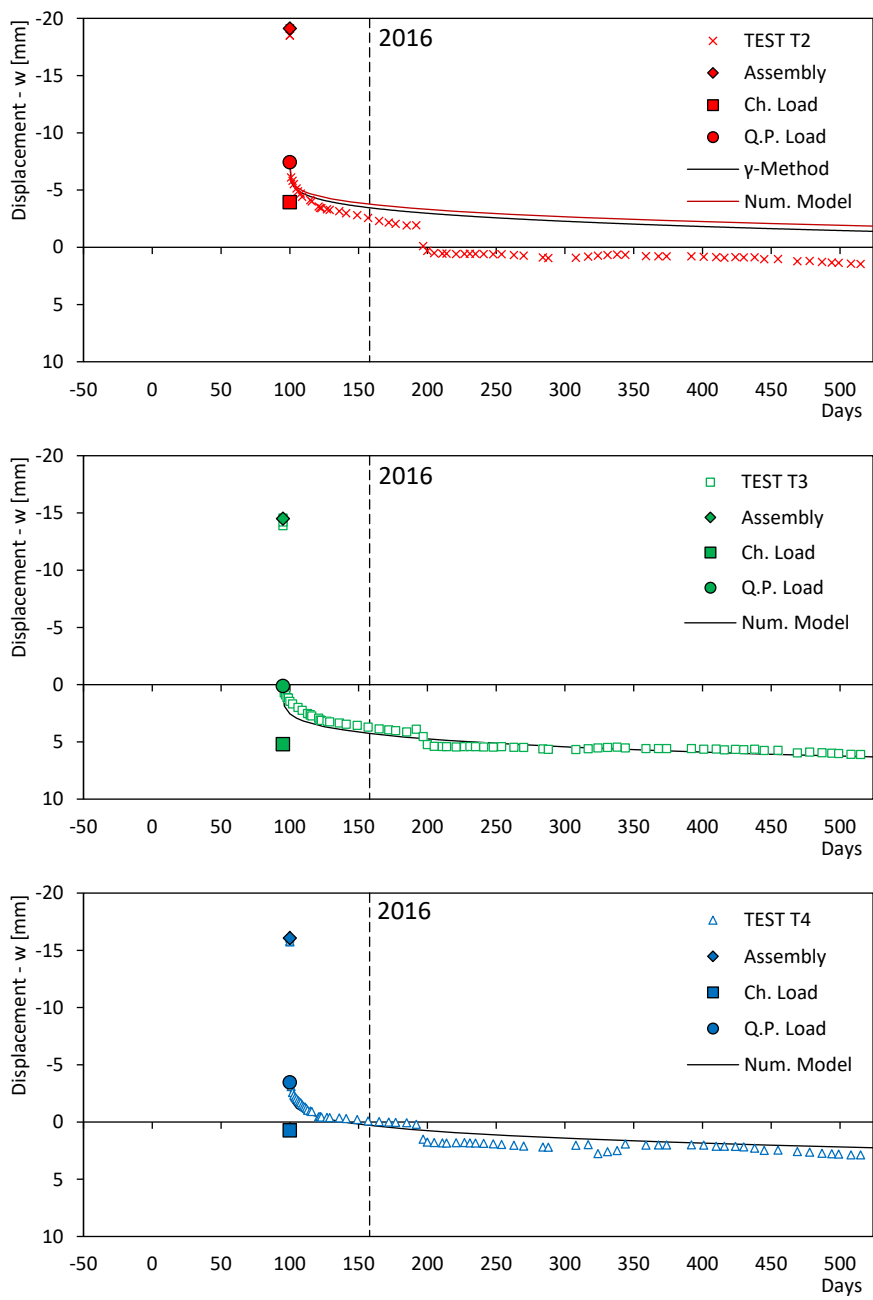 -20
-15
-10
-5
0
5
10
Displacement - w [mm]
2016
TEST T2
Assembly
Ch. Load
Q.P. Load
γ-Method
Num. Model
-50 0 50 100 150 200 250 300 350 400 450 500
Days
-20
-15
-10
-5
0
5
10
Displacement - w [mm]
2016
TEST T3
Assembly
Ch. Load
Q.P. Load
Num. Model
-50 0 50 100 150 200 250 300 350 400 450 500
Days
-20
-15
-10
-5
0
5
10
Displacement - w [mm]
2016
TEST T4
Assembly
Ch. Load
Q.P. Load
Num. Model
-50 0 50 100 150 200 250 300 350 400 450 500
Days